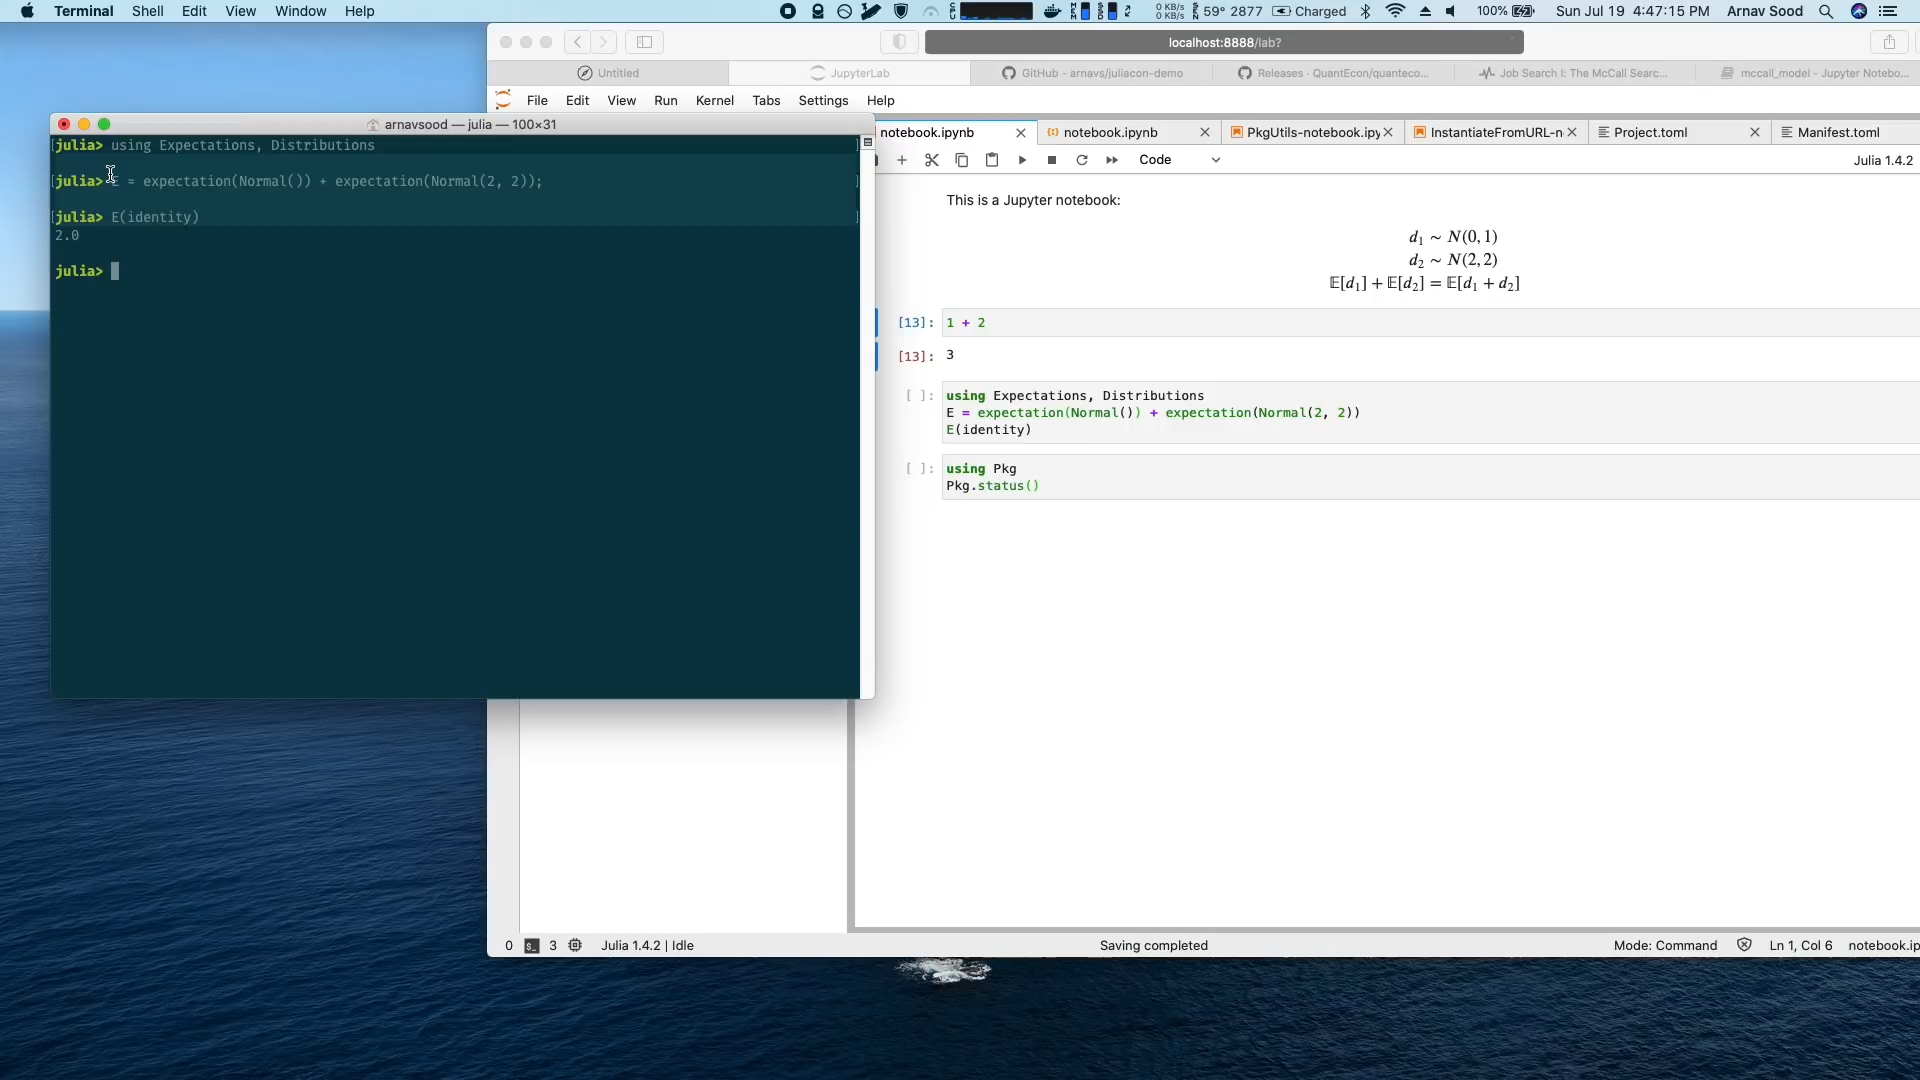 Terminal Shell Edit View Window Help
0 KB/s
0 KB/s
59° 2877 Charged 100% Sun Jul 19 4:47:15 PM Arnav Sood
localhost:8888/lab?
Untitled JupyterLab GitHub - arnavs/juliacon-demo Releases · QuantEcon/quanteco... Job Search I: The McCall Searc... mccall_model - Jupyter Notebo...
File Edit View Run Kernel Tabs Settings Help
arnavsood — julia — 100×31
julia> using Expectations, Distributions
julia> E = expectation(Normal()) + expectation(Normal(2, 2));
julia> E(identity)
2.0
julia>
notebook.ipynb notebook.ipynb PkgUtils-notebook.ipy InstantiateFromURL-n Project.toml Manifest.toml
Code Julia 1.4.2
This is a Jupyter notebook:
d₁ ~ N(0, 1)
d₂ ~ N(2, 2)
𝔼[d₁] + 𝔼[d₂] = 𝔼[d₁ + d₂]
[13]: 1 + 2
[13]: 3
[ ]: using Expectations, Distributions
E = expectation(Normal()) + expectation(Normal(2, 2))
E(identity)
[ ]: using Pkg
Pkg.status()
0 3 Julia 1.4.2 | Idle Saving completed Mode: Command Ln 1, Col 6 notebook.ip